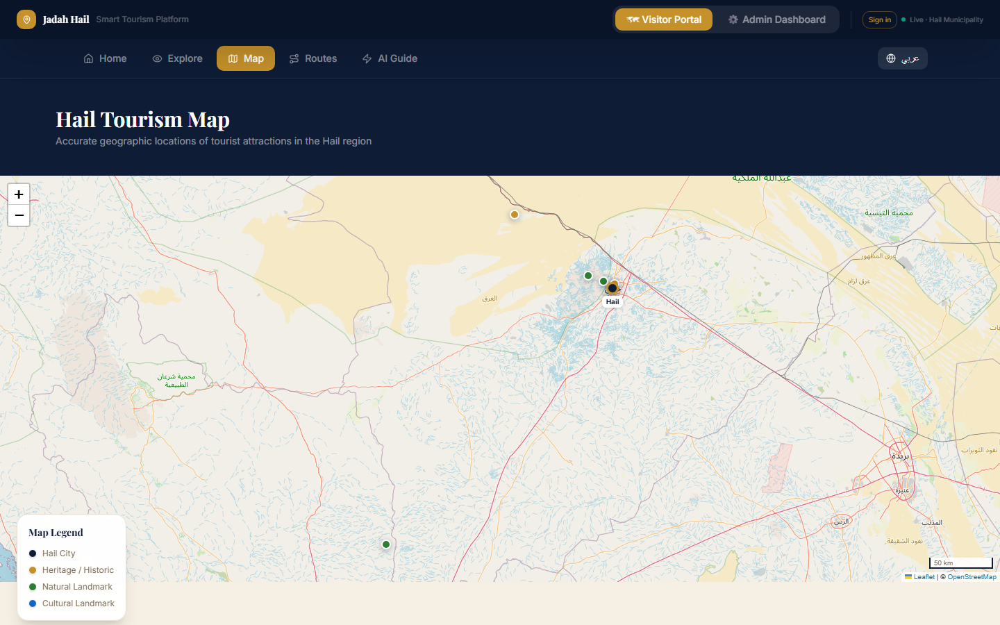 Jadah Hail Smart Tourism Platform
Visitor Portal
Admin Dashboard
Sign in
Live · Hail Municipality
Home
Explore
Map
Routes
AI Guide
عربي
Hail Tourism Map
Accurate geographic locations of tourist attractions in the Hail region
+
−
عبدالله الملكية
محمية التيسية
عرق المظهور
عرق لزام
العرق
Hail
محمية شرعان
الطبيعية
بريدة
نفود الثويرات
عنيزة
الرس
المذنب
نفود الشقيقة
50 km
Leaflet | © OpenStreetMap
Map Legend
Hail City
Heritage / Historic
Natural Landmark
Cultural Landmark